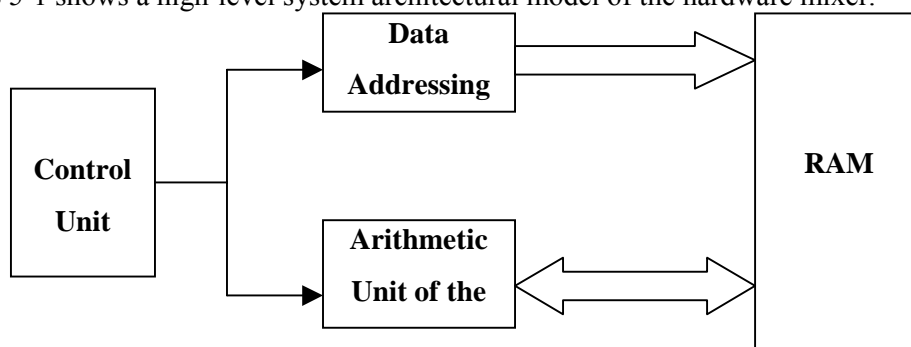 5-1 shows a high-level system architectural model of the hardware mixer.
Data
Addressing
Control
Unit
RAM
Arithmetic
Unit of the